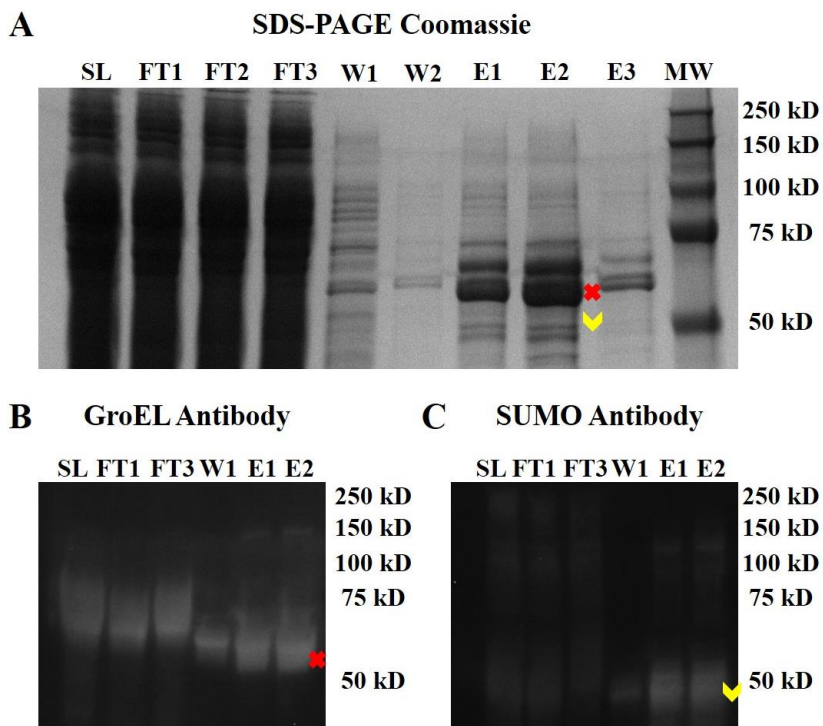 A
SDS-PAGE Coomassie
SL FT1 FT2 FT3 W1 W2 E1 E2 E3 MW
250 kD
150 kD
100 kD
75 kD
50 kD
B GroEL Antibody
SL FT1 FT3 W1 E1 E2
250 kD
150 kD
100 kD
75 kD
50 kD
C SUMO Antibody
SL FT1 FT3 W1 E1 E2
250 kD
150 kD
100 kD
75 kD
50 kD